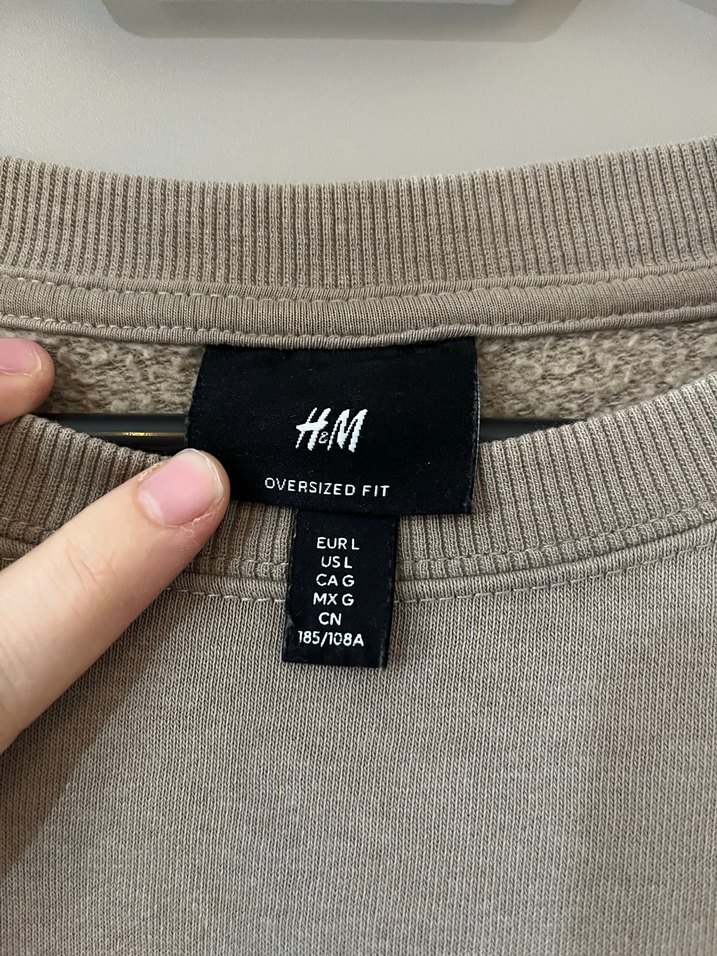 H&M
OVERSIZED FIT
EUR L
US L
CA G
MX G
CN
185/108A